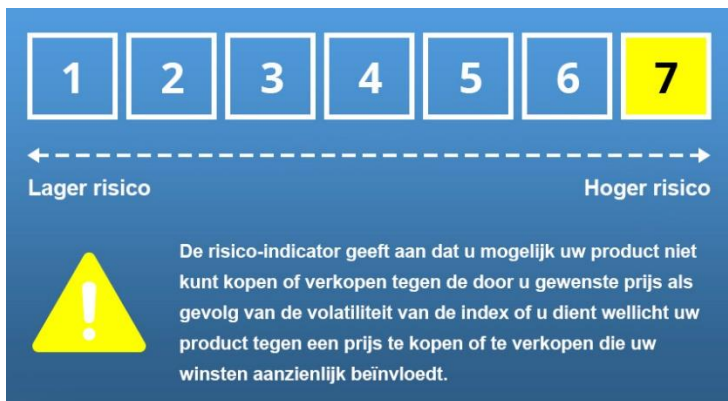 1 2 3 4 5 6 7
Lager risico Hoger risico
De risico-indicator geeft aan dat u mogelijk uw product niet
kunt kopen of verkopen tegen de door u gewenste prijs als
gevolg van de volatiliteit van de index of u dient wellicht uw
product tegen een prijs te kopen of te verkopen die uw
winsten aanzienlijk beïnvloedt.